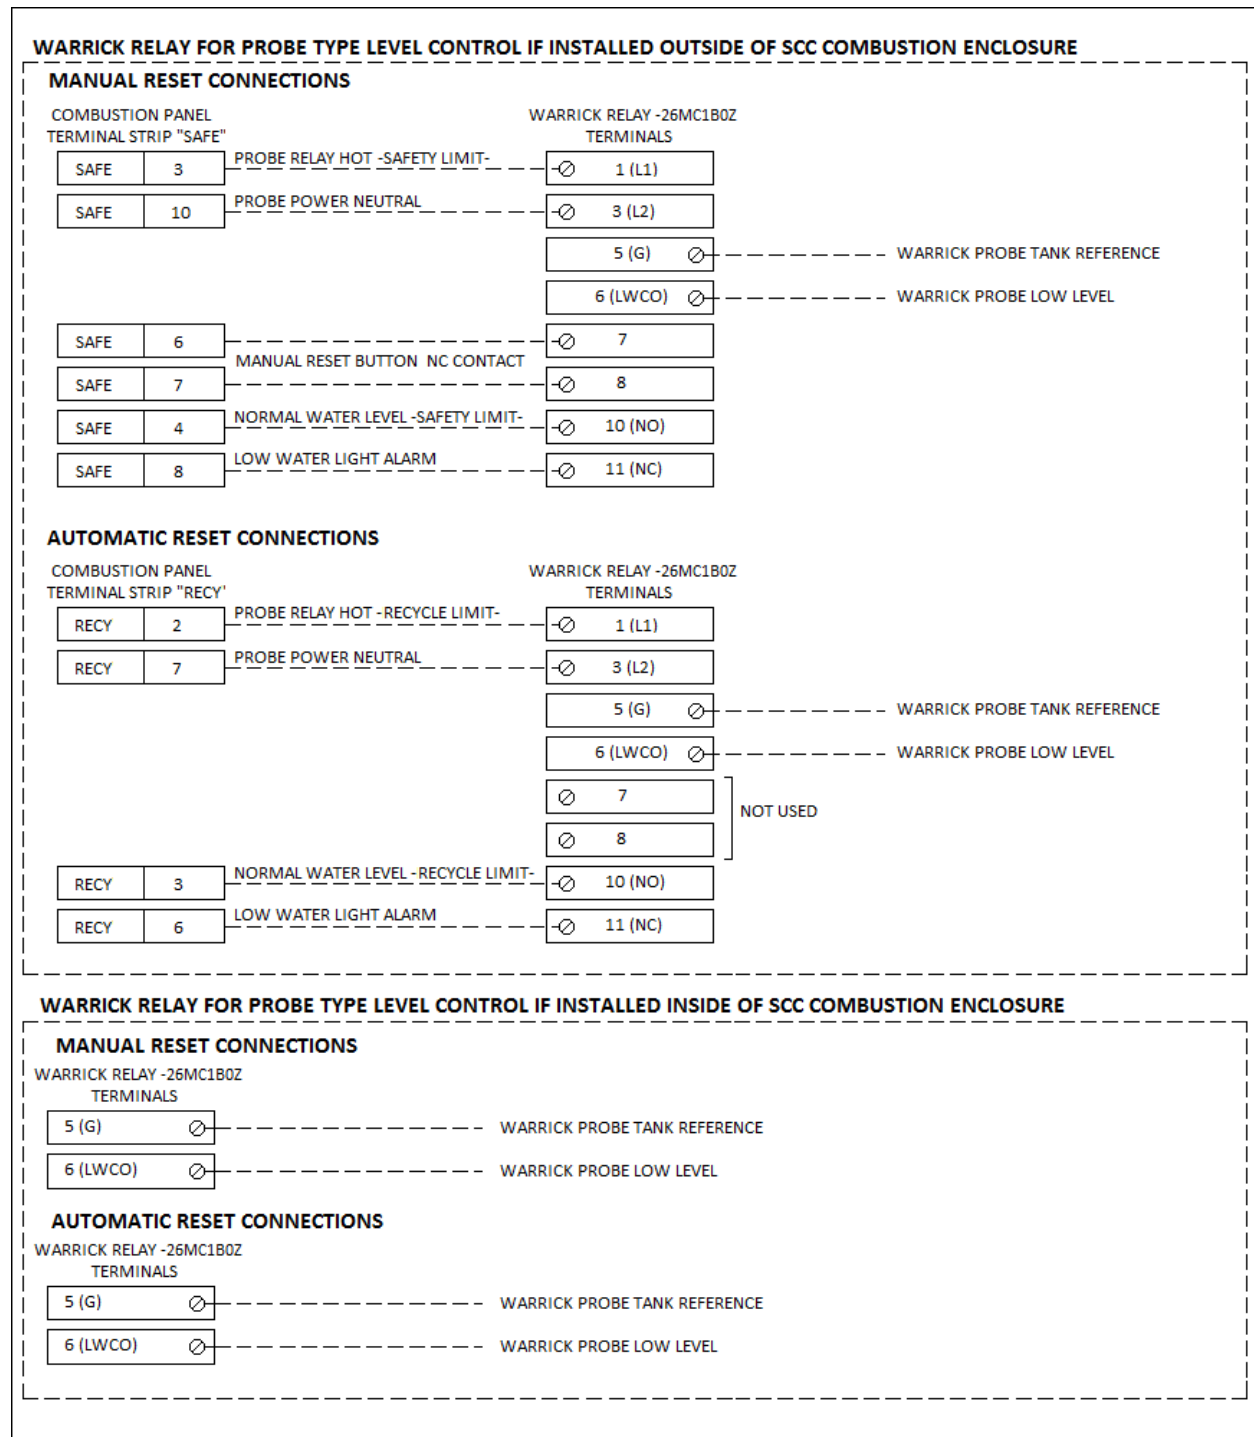 WARRICK RELAY FOR PROBE TYPE LEVEL CONTROL IF INSTALLED OUTSIDE OF SCC COMBUSTION ENCLOSURE
MANUAL RESET CONNECTIONS
COMBUSTION PANEL
TERMINAL STRIP "SAFE"
WARRICK RELAY -26MC1B0Z
TERMINALS
SAFE 3 PROBE RELAY HOT -SAFETY LIMIT- 1 (L1)
SAFE 10 PROBE POWER NEUTRAL 3 (L2)
5 (G) WARRICK PROBE TANK REFERENCE
6 (LWCO) WARRICK PROBE LOW LEVEL
SAFE 6 7
MANUAL RESET BUTTON NC CONTACT
SAFE 7 8
SAFE 4 NORMAL WATER LEVEL -SAFETY LIMIT- 10 (NO)
SAFE 8 LOW WATER LIGHT ALARM 11 (NC)
AUTOMATIC RESET CONNECTIONS
COMBUSTION PANEL
TERMINAL STRIP "RECY'
WARRICK RELAY -26MC1B0Z
TERMINALS
RECY 2 PROBE RELAY HOT -RECYCLE LIMIT- 1 (L1)
RECY 7 PROBE POWER NEUTRAL 3 (L2)
5 (G) WARRICK PROBE TANK REFERENCE
6 (LWCO) WARRICK PROBE LOW LEVEL
7
NOT USED
8
RECY 3 NORMAL WATER LEVEL -RECYCLE LIMIT- 10 (NO)
RECY 6 LOW WATER LIGHT ALARM 11 (NC)
WARRICK RELAY FOR PROBE TYPE LEVEL CONTROL IF INSTALLED INSIDE OF SCC COMBUSTION ENCLOSURE
MANUAL RESET CONNECTIONS
WARRICK RELAY -26MC1B0Z
TERMINALS
5 (G) WARRICK PROBE TANK REFERENCE
6 (LWCO) WARRICK PROBE LOW LEVEL
AUTOMATIC RESET CONNECTIONS
WARRICK RELAY -26MC1B0Z
TERMINALS
5 (G) WARRICK PROBE TANK REFERENCE
6 (LWCO) WARRICK PROBE LOW LEVEL